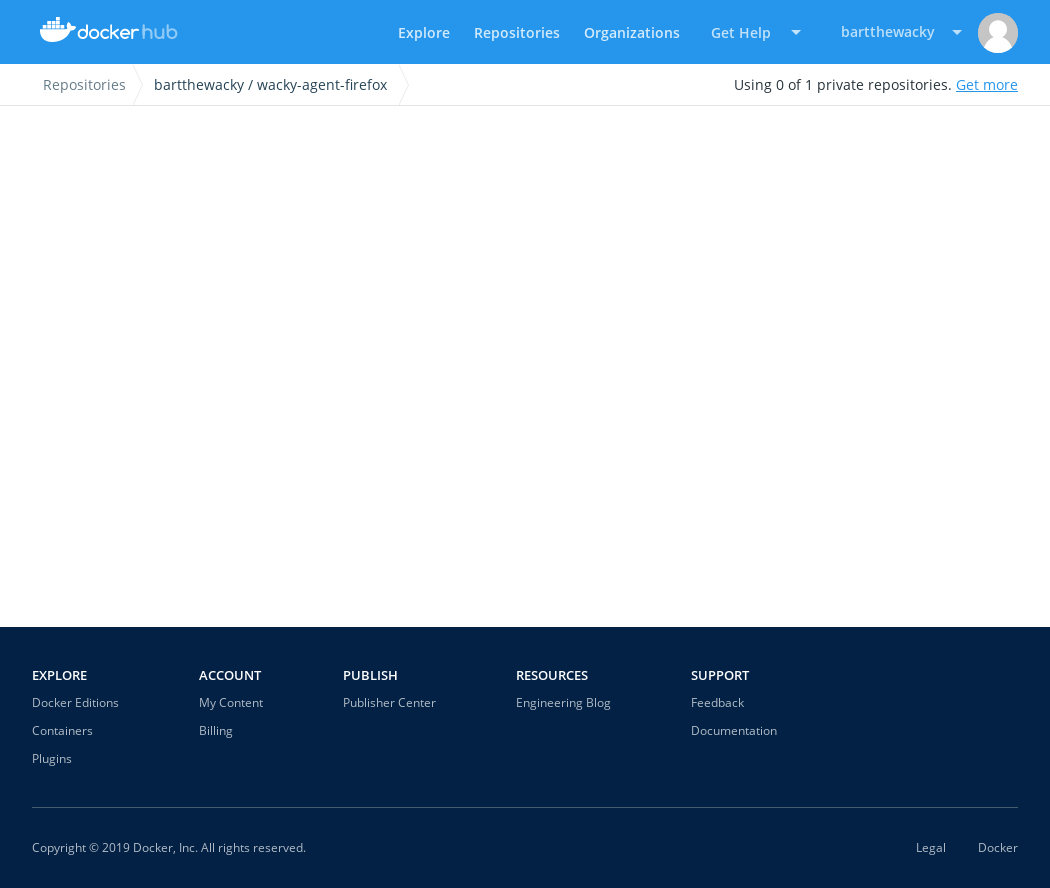 docker hub
Explore Repositories Organizations Get Help bartthewacky
Repositories bartthewacky / wacky-agent-firefox Using 0 of 1 private repositories. Get more
EXPLORE ACCOUNT PUBLISH RESOURCES SUPPORT
Docker Editions My Content Publisher Center Engineering Blog Feedback
Containers Billing Documentation
Plugins
Copyright © 2019 Docker, Inc. All rights reserved. Legal Docker